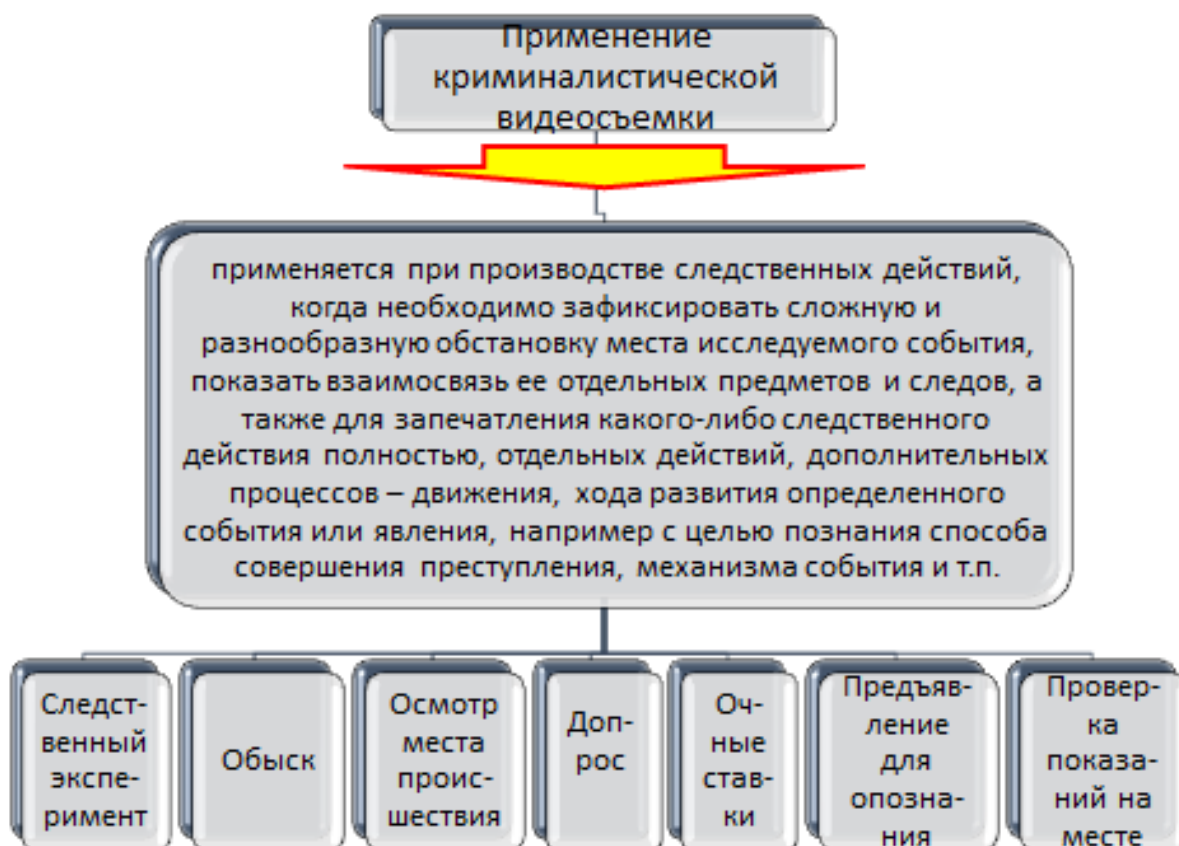 Применение
криминалистической
видеосъемки
применяется при производстве следственных действий,
когда необходимо зафиксировать сложную и
разнообразную обстановку места исследуемого события,
показать взаимосвязь ее отдельных предметов и следов, а
также для запечатления какого-либо следственного
действия полностью, отдельных действий, дополнительных
процессов – движения, хода развития определенного
события или явления, например с целью познания способа
совершения преступления, механизма события и т.п.
Следст-
венный
экспе-
римент
Обыск
Осмотр
места
проис-
шествия
Доп-
рос
Оч-
ные
став-
ки
Предъяв-
ление
для
опозна-
ния
Провер-
ка
показа-
ний на
месте